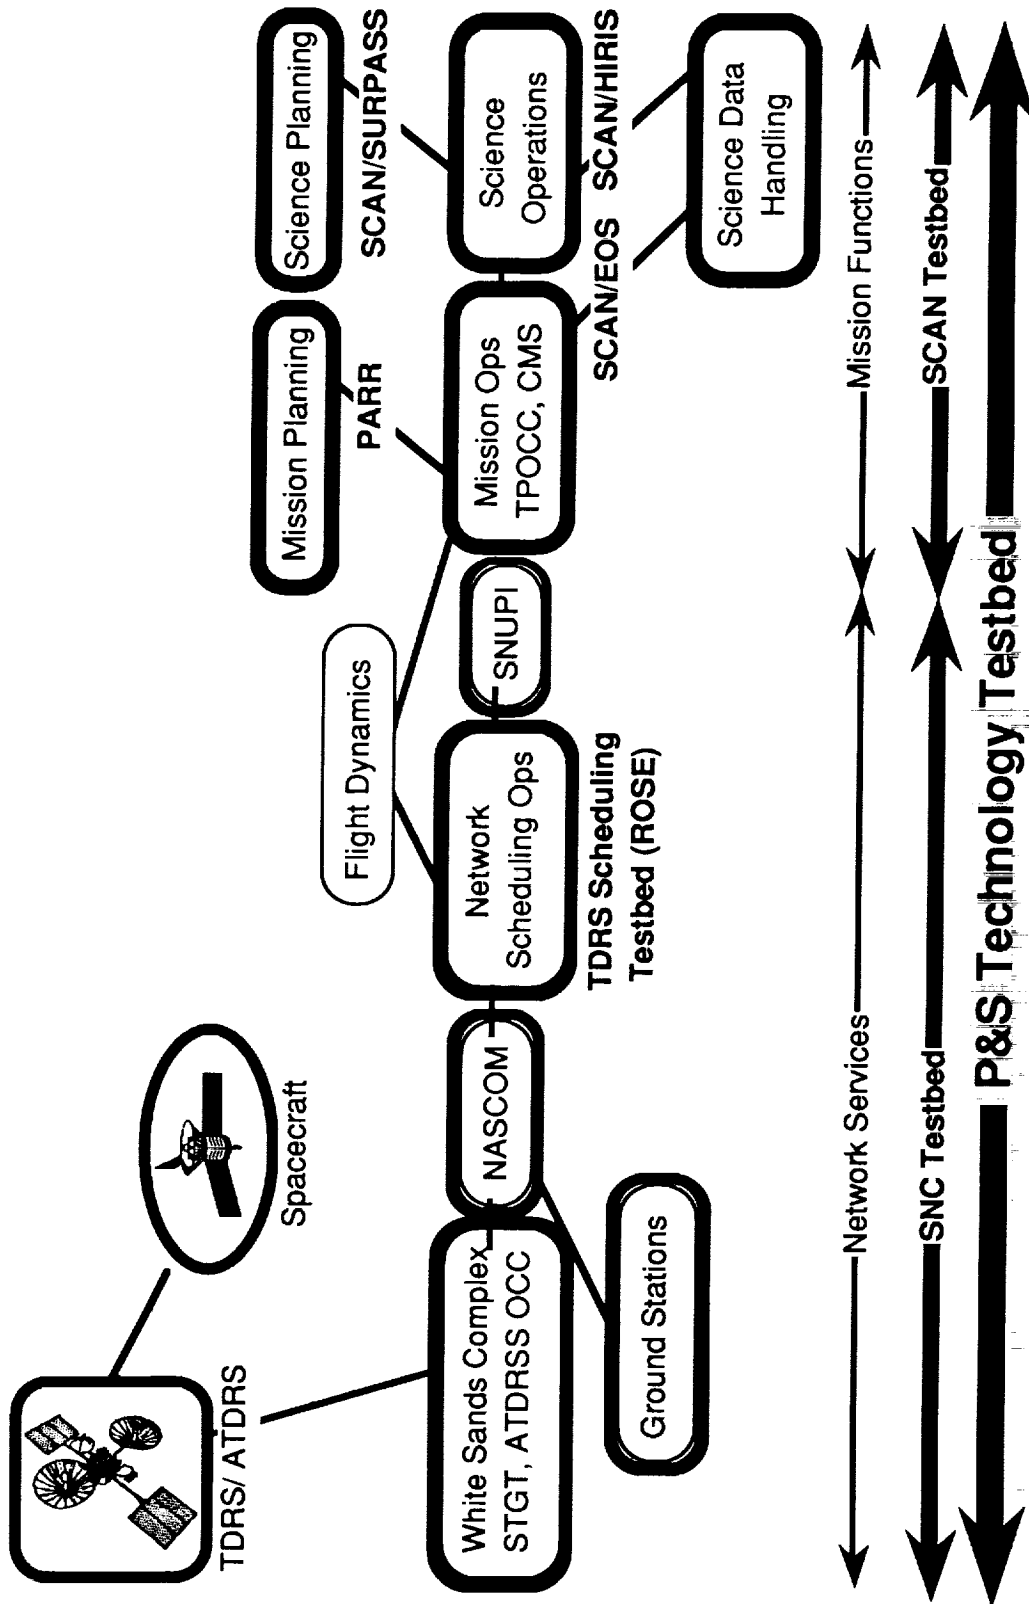 TDRS/ ATDRS
Spacecraft
Mission Planning
Science Planning
PARR
SCAN/SURPASS
Flight Dynamics
White Sands Complex
STGT, ATDRSS OCC
NASCOM
Network
Scheduling Ops
SNUPI
Mission Ops
TPOCC, CMS
Science
Operations
TDRS Scheduling
Testbed (ROSE)
SCAN/EOS
SCAN/HIRIS
Ground Stations
Science Data
Handling
Network Services
Mission Functions
SNC Testbed
SCAN Testbed
P&S Technology Testbed